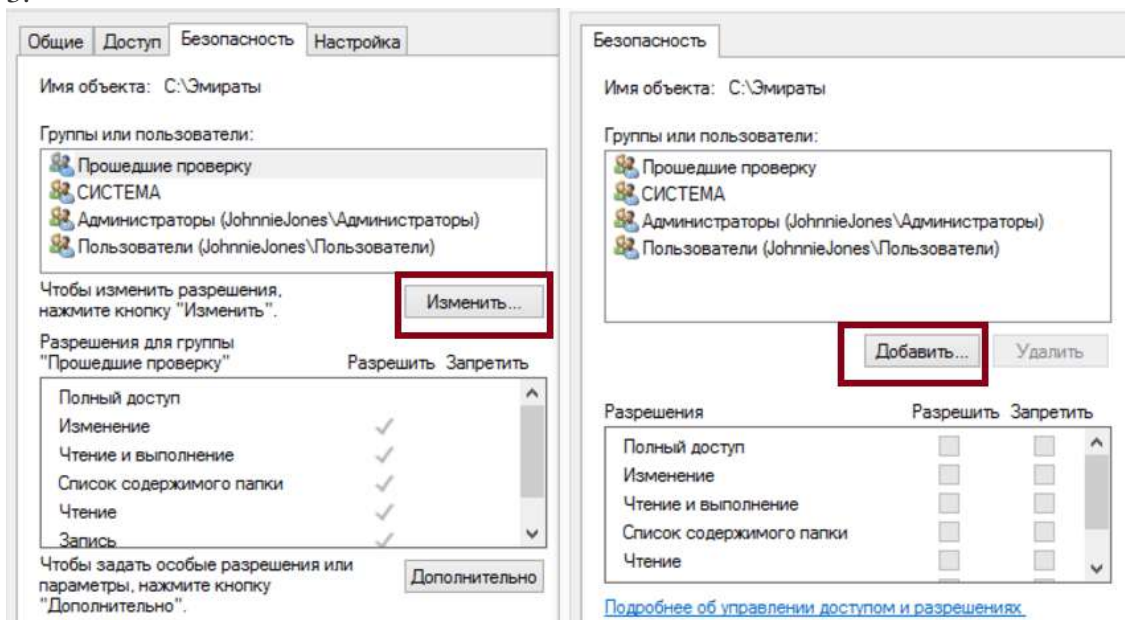 Общие Доступ Безопасность Настройка
Имя объекта: C:\Эмираты
Группы или пользователи:
Прошедшие проверку
СИСТЕМА
Администраторы (JohnnieJones\Администраторы)
Пользователи (JohnnieJones\Пользователи)
Чтобы изменить разрешения,
нажмите кнопку "Изменить".
Изменить...
Разрешения для группы
"Прошедшие проверку" Разрешить Запретить
Полный доступ
Изменение
Чтение и выполнение
Список содержимого папки
Чтение
Запись
Чтобы задать особые разрешения или
параметры, нажмите кнопку
"Дополнительно".
Дополнительно
Безопасность
Имя объекта: C:\Эмираты
Группы или пользователи:
Прошедшие проверку
СИСТЕМА
Администраторы (JohnnieJones\Администраторы)
Пользователи (JohnnieJones\Пользователи)
Добавить... Удалить
Разрешения Разрешить Запретить
Полный доступ
Изменение
Чтение и выполнение
Список содержимого папки
Чтение
Подробнее об управлении доступом и разрешениях